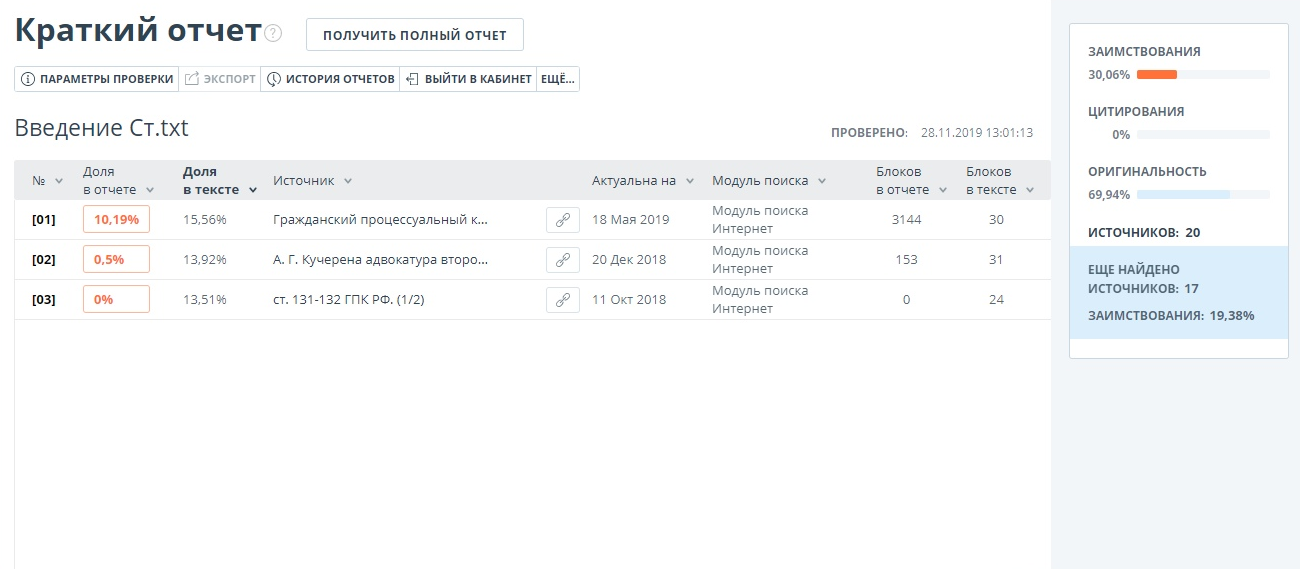 Краткий отчет ?
ПОЛУЧИТЬ ПОЛНЫЙ ОТЧЕТ
ПАРАМЕТРЫ ПРОВЕРКИ ЭКСПОРТ ИСТОРИЯ ОТЧЕТОВ ВЫЙТИ В КАБИНЕТ ЕЩЁ...
Введение Ст.txt
ПРОВЕРЕНО: 28.11.2019 13:01:13
№
Доля
в отчете
Доля
в тексте
Источник
Актуальна на
Модуль поиска
Блоков
в отчете
Блоков
в тексте
[01] 10,19% 15,56% Гражданский процессуальный к... 18 Мая 2019
Модуль поиска
Интернет
3144 30
[02] 0,5% 13,92% А. Г. Кучерена адвокатура второ... 20 Дек 2018
Модуль поиска
Интернет
153 31
[03] 0% 13,51% ст. 131-132 ГПК РФ. (1/2) 11 Окт 2018
Модуль поиска
Интернет
0 24
ЗАИМСТВОВАНИЯ
30,06%
ЦИТИРОВАНИЯ
0%
ОРИГИНАЛЬНОСТЬ
69,94%
ИСТОЧНИКОВ: 20
ЕЩЕ НАЙДЕНО
ИСТОЧНИКОВ: 17
ЗАИМСТВОВАНИЯ: 19,38%